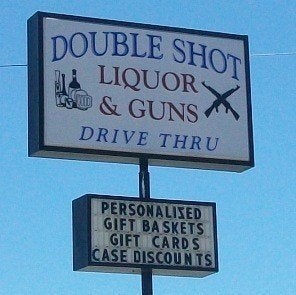 DOUBLE SHOT
LIQUOR
& GUNS
DRIVE THRU
PERSONALIZED
GIFT BASKETS
GIFT CARDS
CASE DISCOUNTS